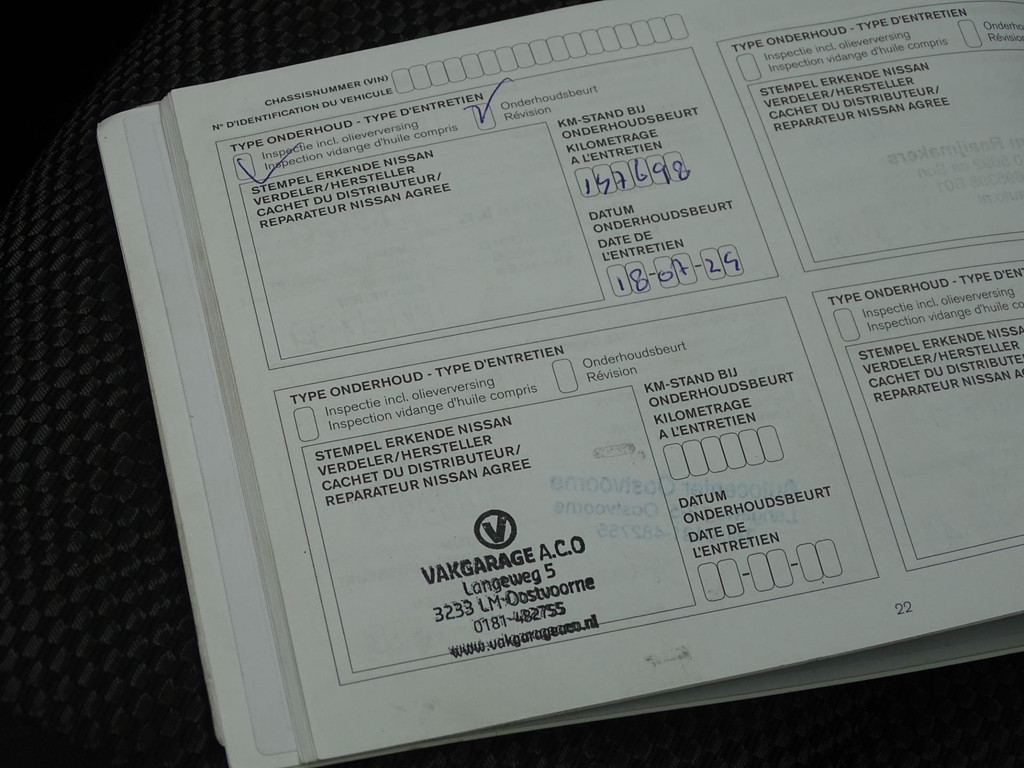 CHASSISNUMMER (VIN)
N° D'IDENTIFICATION DU VEHICULE
TYPE ONDERHOUD - TYPE D'ENTRETIEN
Inspectie incl. olieverversing
Inspection vidange d'huile compris
Onderhoudsbeurt
Révision
STEMPEL ERKENDE NISSAN
VERDELER/HERSTELLER
CACHET DU DISTRIBUTEUR/
REPARATEUR NISSAN AGREE
KM-STAND BIJ
ONDERHOUDSBEURT
KILOMETRAGE
A L'ENTRETIEN
147698
DATUM
ONDERHOUDSBEURT
DATE DE
L'ENTRETIEN
18-07-24
TYPE ONDERHOUD - TYPE D'ENTRETIEN
Inspectie incl. olieverversing
Inspection vidange d'huile compris
Onderhoudsbeurt
Révision
STEMPEL ERKENDE NISSAN
VERDELER/HERSTELLER
CACHET DU DISTRIBUTEUR/
REPARATEUR NISSAN AGREE
KM-STAND BIJ
ONDERHOUDSBEURT
KILOMETRAGE
A L'ENTRETIEN
DATUM
ONDERHOUDSBEURT
DATE DE
L'ENTRETIEN
V
VAKGARAGE A.C.O
Langeweg 5
3233 LM-Oostvoorne
0181-482755
www.vakgarageaco.nl
TYPE ONDERHOUD - TYPE D'ENTRETIEN
Inspectie incl. olieverversing
Inspection vidange d'huile compris
STEMPEL ERKENDE NISSAN
VERDELER/HERSTELLER
CACHET DU DISTRIBUTEUR/
REPARATEUR NISSAN AGREE
TYPE ONDERHOUD - TYPE D'ENT
Inspectie incl. olieverversing
Inspection vidange d'huile co
STEMPEL ERKENDE NISSA
VERDELER/HERSTELLER
CACHET DU DISTRIBUT
REPARATEUR NISSAN A
22